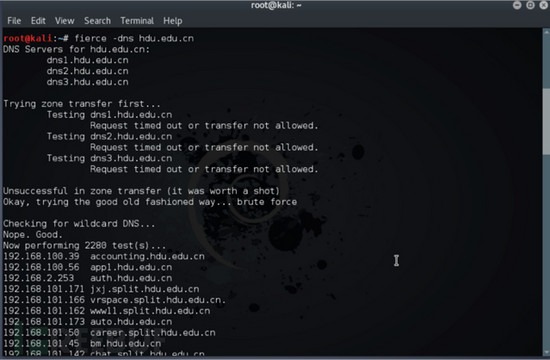 root@kali: ~
File Edit View Search Terminal Help
root@kali:~# fierce -dns hdu.edu.cn
DNS Servers for hdu.edu.cn:
dns1.hdu.edu.cn
dns2.hdu.edu.cn
dns3.hdu.edu.cn
Trying zone transfer first...
Testing dns1.hdu.edu.cn
Request timed out or transfer not allowed.
Testing dns2.hdu.edu.cn
Request timed out or transfer not allowed.
Testing dns3.hdu.edu.cn
Request timed out or transfer not allowed.
Unsuccessful in zone transfer (it was worth a shot)
Okay, trying the good old fashioned way... brute force
Checking for wildcard DNS...
Nope. Good.
Now performing 2280 test(s)...
192.168.100.39 accounting.hdu.edu.cn
192.168.100.56 app1.hdu.edu.cn
192.168.2.253 auth.hdu.edu.cn
192.168.101.171 jxj.split.hdu.edu.cn
192.168.101.166 vrspace.split.hdu.edu.cn.
192.168.101.162 www11.split.hdu.edu.cn
192.168.101.173 auto.hdu.edu.cn
192.168.101.50 career.split.hdu.edu.cn
192.168.101.45 bm.hdu.edu.cn
192.168.101.142 chat.split.hdu.edu.cn